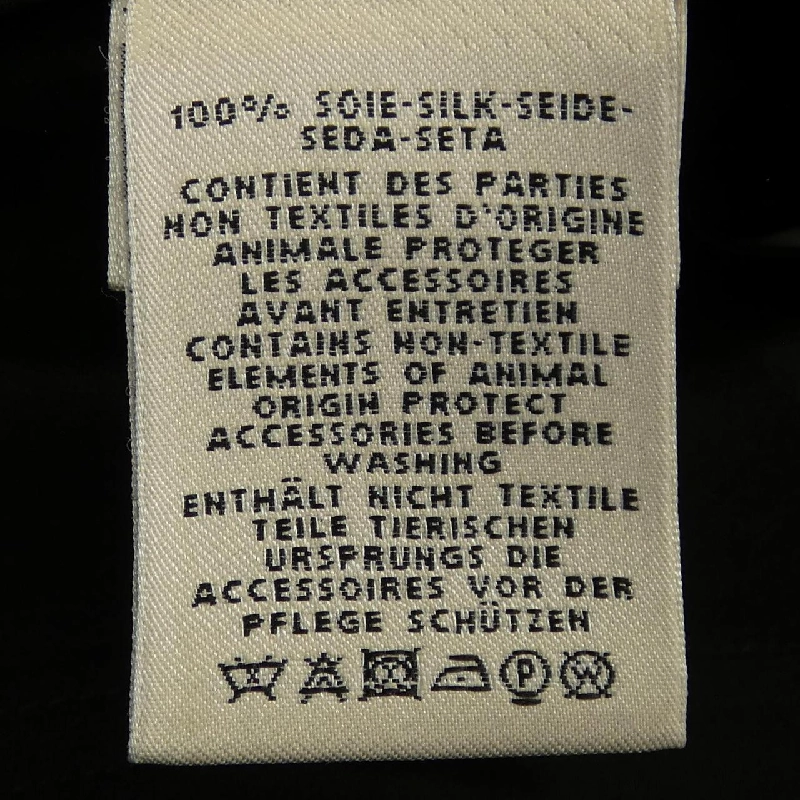 100% SOIE-SILK-SEIDE-
SEDA-SETA
CONTIENT DES PARTIES
NON TEXTILES D'ORIGINE
ANIMALE PROTEGER
LES ACCESSOIRES
AVANT ENTRETIEN
CONTAINS NON-TEXTILE
ELEMENTS OF ANIMAL
ORIGIN PROTECT
ACCESSORIES BEFORE
WASHING
ENTHÄLT NICHT TEXTILE
TEILE TIERISCHEN
URSPRUNGS DIE
ACCESSOIRES VOR DER
PFLEGE SCHÜTZEN
P W